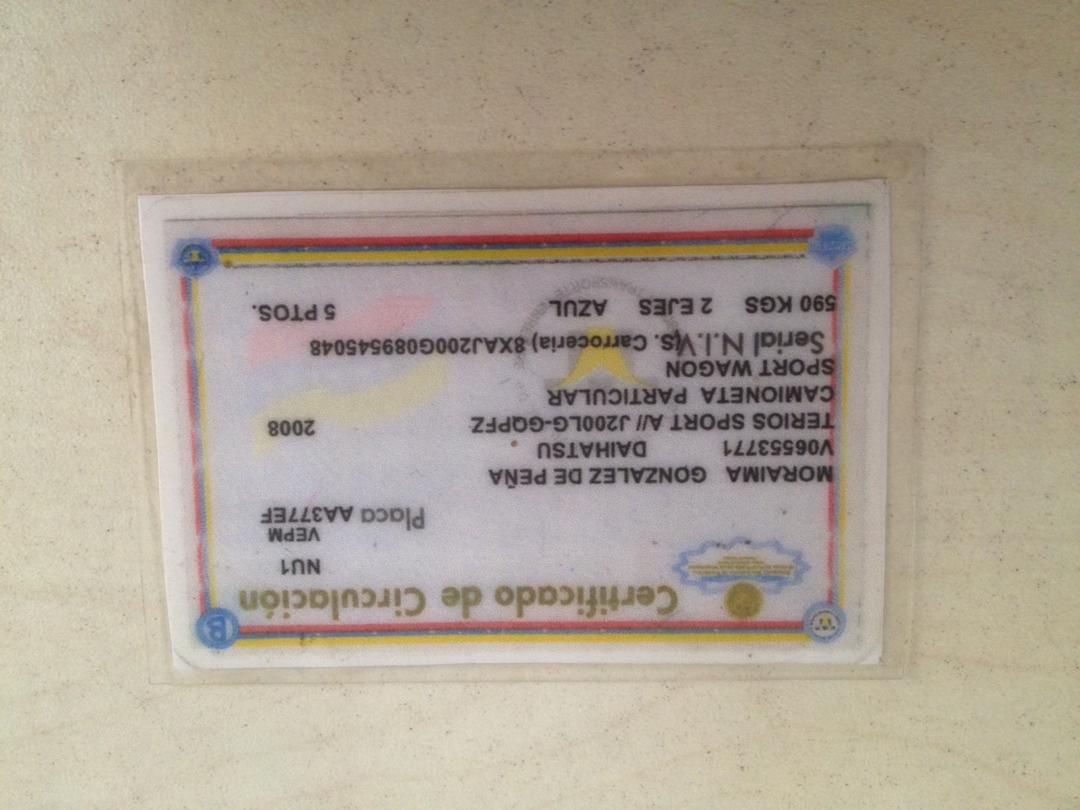 Certificado de Circulación
NU1
VEPM
Placa AA377EF
MORAIMA GONZALEZ DE PEÑA
V06553771 DAIHATSU
TERIOS SPORT A// J200LG-GQPFZ 2008
CAMIONETA PARTICULAR
SPORT WAGON
Serial N.I.V. (S. Carroceria) 8XAJ200G089545048
590 KGS 2 EJES AZUL 5 PTOS.
B